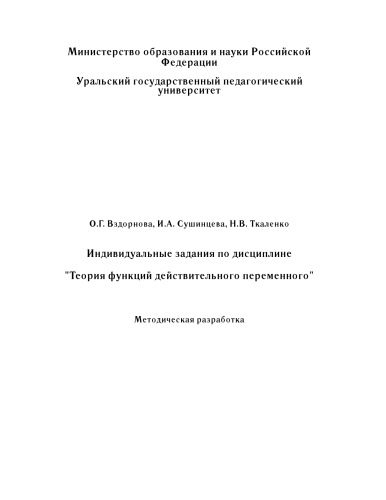 Министерство образования и науки Российской
Федерации
Уральский государственный педагогический
университет
О.Г. Вздорнова, И.А. Сушинцева, Н.В. Ткаленко
Индивидуальные задания по дисциплине
"Теория функций действительного переменного"
Методическая разработка